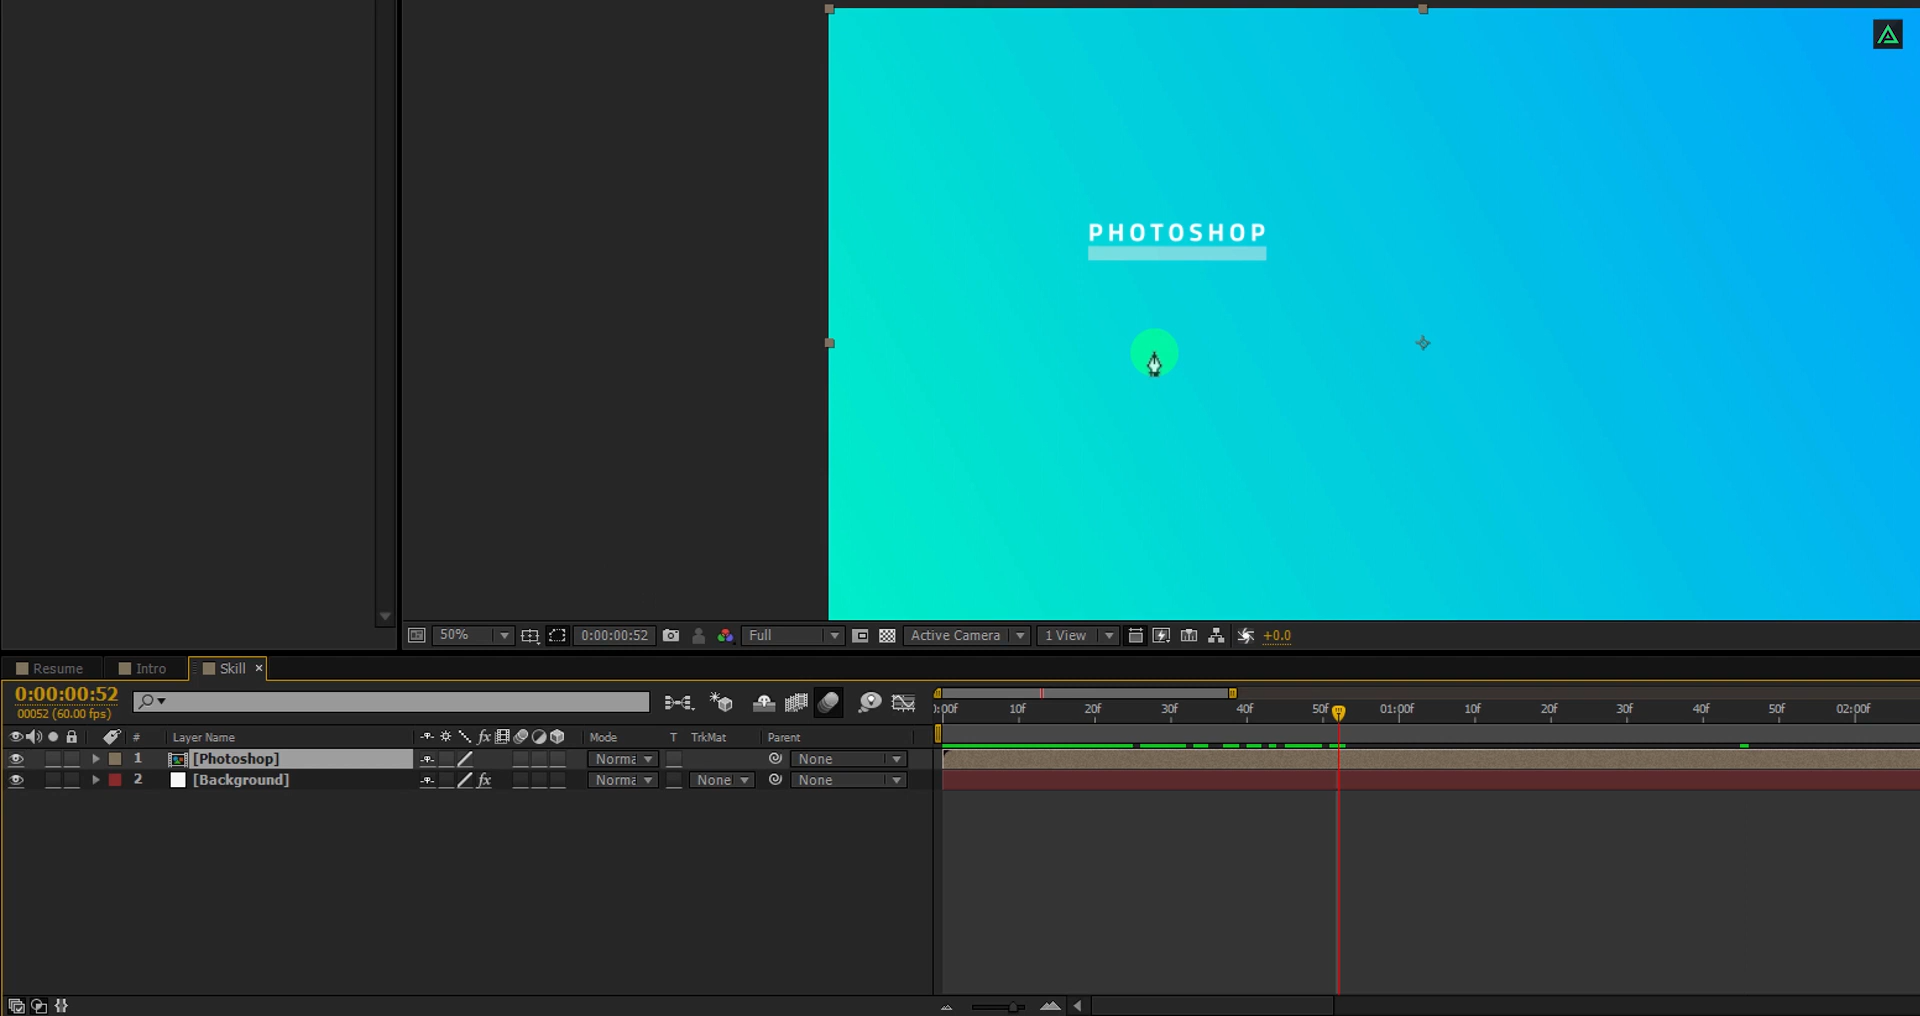 PHOTOSHOP
50%
0:00:00:52
Full
Active Camera
1 View
+0.0
Resume
Intro
Skill ×
0:00:00:52
00052 (60.00 fps)
):00f 10f 20f 30f 40f 50f 01:00f 10f 20f 30f 40f 50f 02:00f
# Layer Name fx Mode T TrkMat Parent
1 [Photoshop] Norma None
2 [Background] fx Norma None None